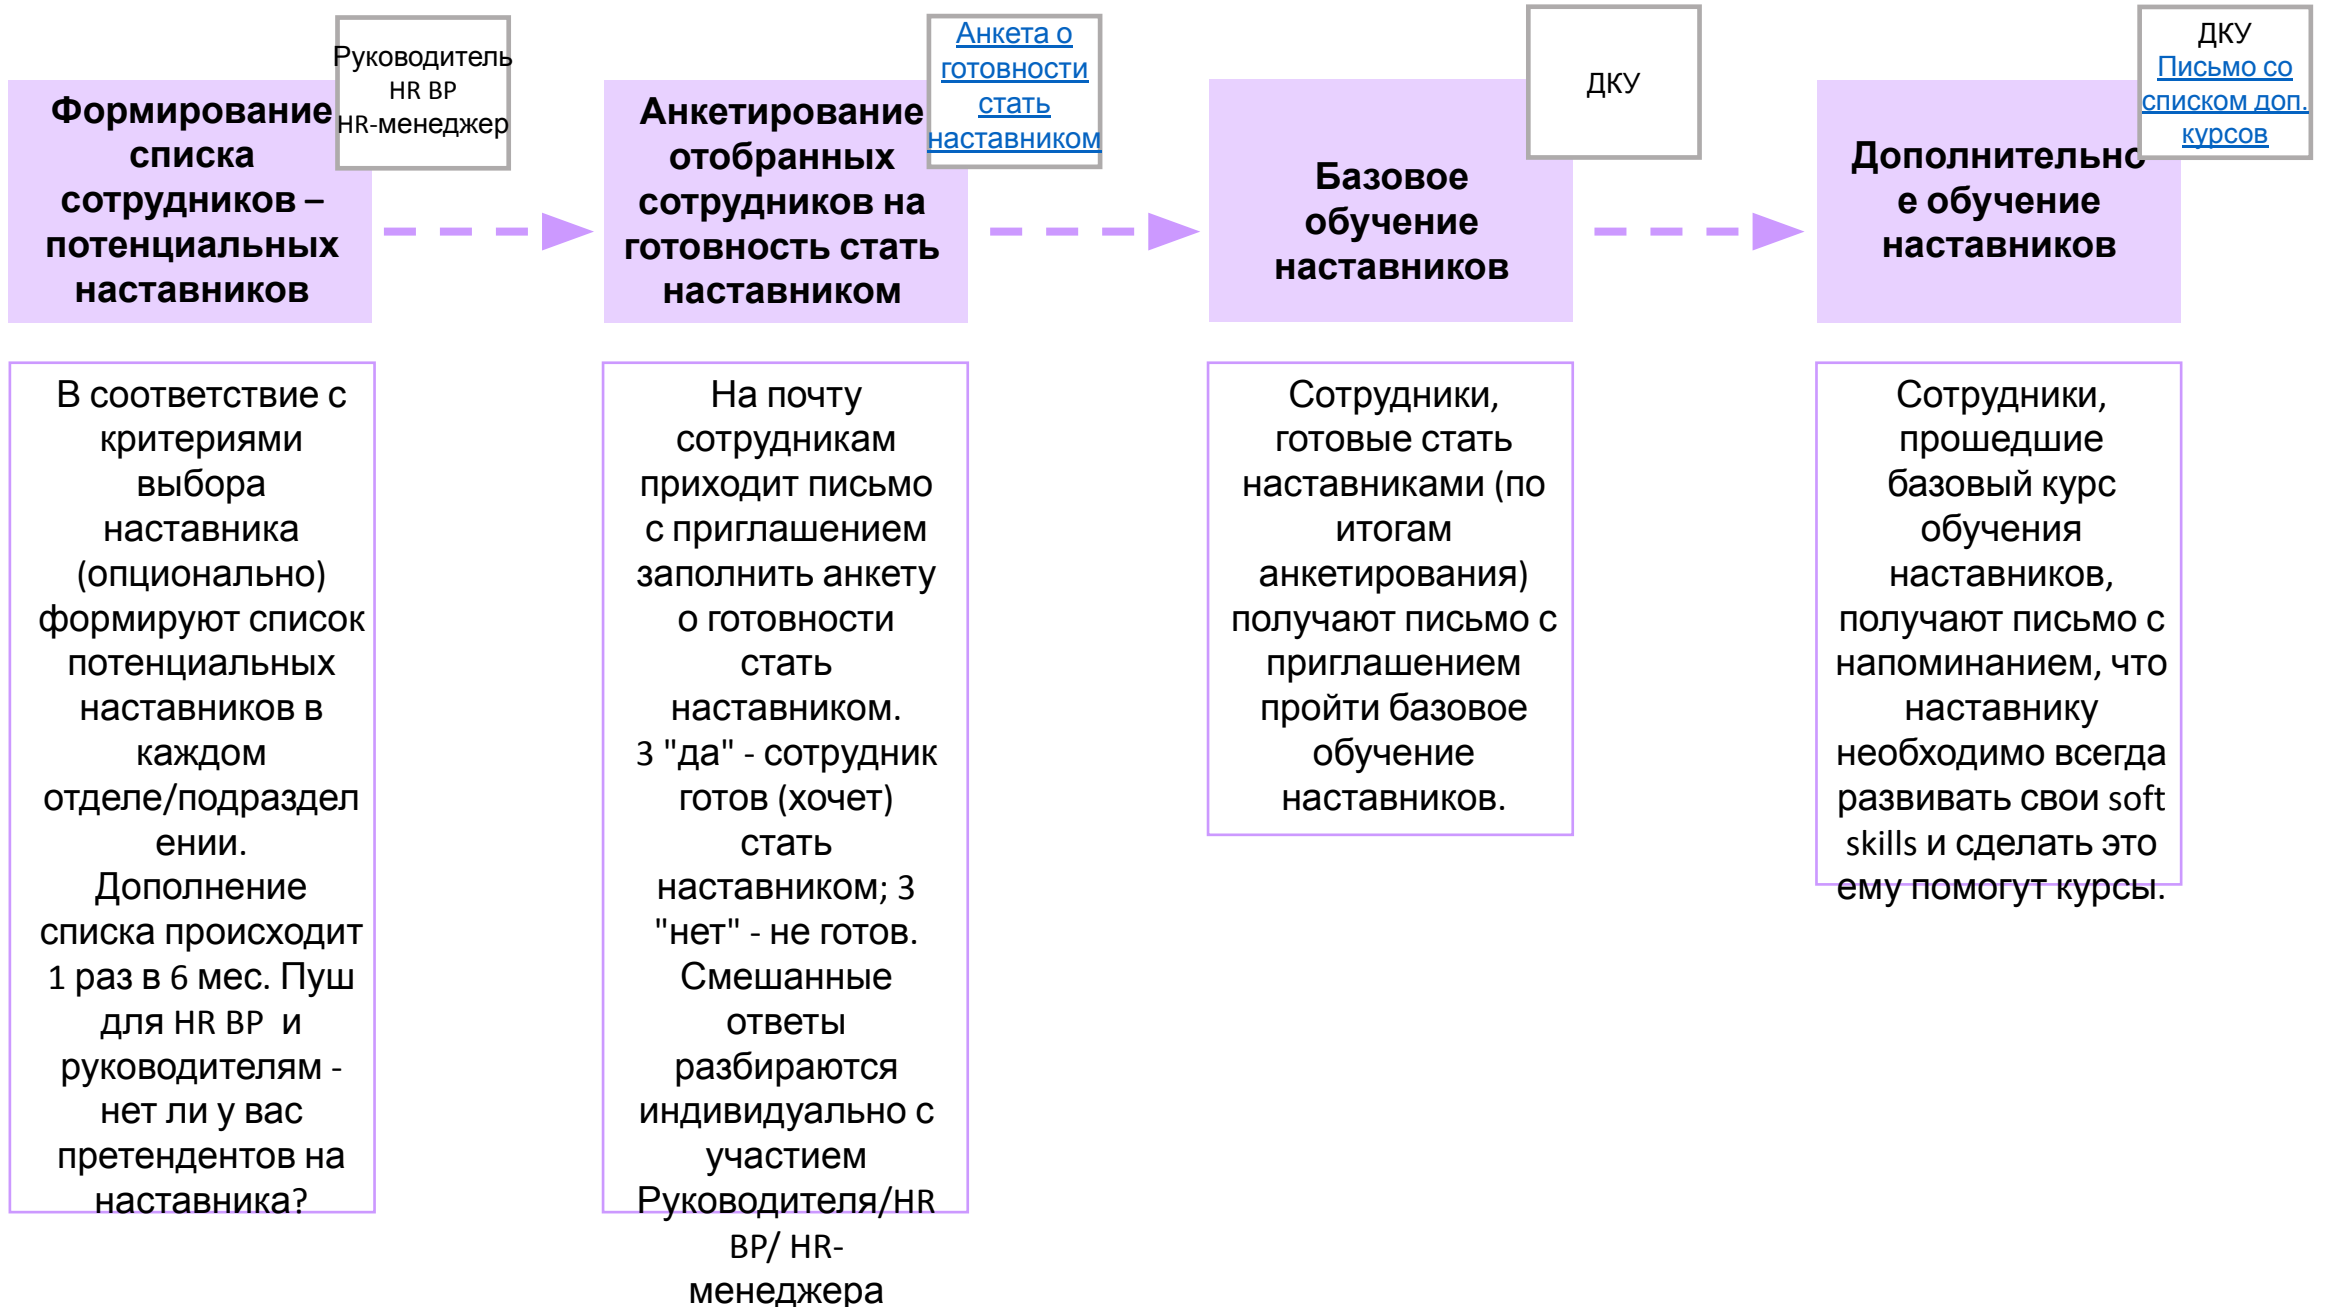 Формирование
списка
сотрудников –
потенциальных
наставников
Руководитель
HR BP
HR-менеджер
В соответствие с
критериями
выбора
наставника
(опционально)
формируют список
потенциальных
наставников в
каждом
отделе/подраздел
ении.
Дополнение
списка происходит
1 раз в 6 мес. Пуш
для HR BP и
руководителям -
нет ли у вас
претендентов на
наставника?
Анкетирование
отобранных
сотрудников на
готовность стать
наставником
Анкета о
готовности
стать
наставником
На почту
сотрудникам
приходит письмо
с приглашением
заполнить анкету
о готовности
стать
наставником.
3 "да" - сотрудник
готов (хочет)
стать
наставником; 3
"нет" - не готов.
Смешанные
ответы
разбираются
индивидуально с
участием
Руководителя/HR
BP/ HR-
менеджера
Базовое
обучение
наставников
ДКУ
Сотрудники,
готовые стать
наставниками (по
итогам
анкетирования)
получают письмо с
приглашением
пройти базовое
обучение
наставников.
Дополнительно
е обучение
наставников
ДКУ
Письмо со
списком доп.
курсов
Сотрудники,
прошедшие
базовый курс
обучения
наставников,
получают письмо с
напоминанием, что
наставнику
необходимо всегда
развивать свои soft
skills и сделать это
ему помогут курсы.